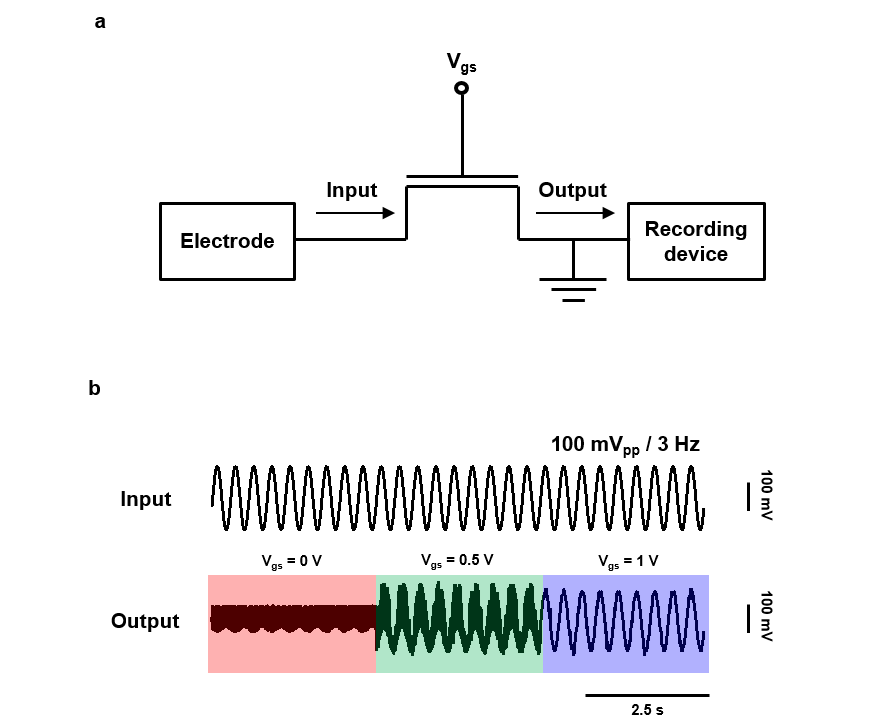 a
Vgs
Input
Output
Electrode
Recording
device
b
100 mVpp / 3 Hz
Input
100 mV
Vgs = 0 V
Vgs = 0.5 V
Vgs = 1 V
Output
100 mV
2.5 s